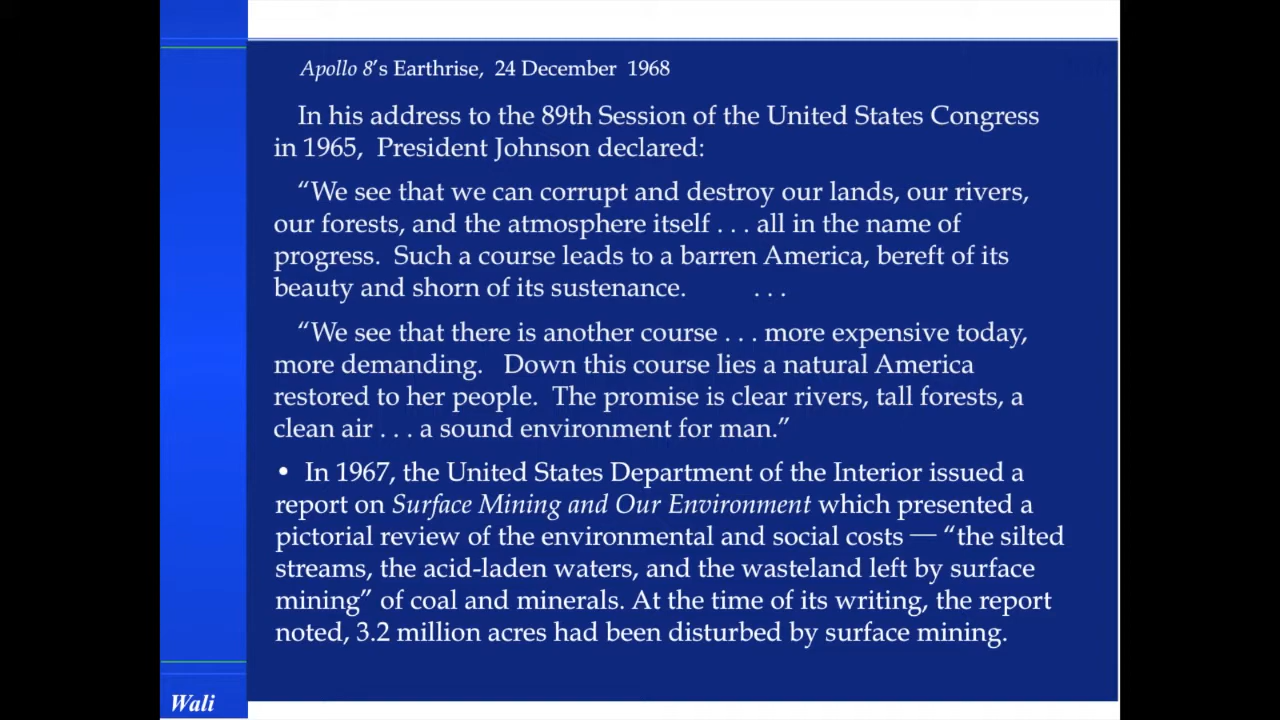 Apollo 8's Earthrise, 24 December 1968
In his address to the 89th Session of the United States Congress
in 1965, President Johnson declared:
“We see that we can corrupt and destroy our lands, our rivers,
our forests, and the atmosphere itself . . . all in the name of
progress. Such a course leads to a barren America, bereft of its
beauty and shorn of its sustenance. . . .
“We see that there is another course . . . more expensive today,
more demanding. Down this course lies a natural America
restored to her people. The promise is clear rivers, tall forests, a
clean air . . . a sound environment for man.”
• In 1967, the United States Department of the Interior issued a
report on Surface Mining and Our Environment which presented a
pictorial review of the environmental and social costs — “the silted
streams, the acid-laden waters, and the wasteland left by surface
mining” of coal and minerals. At the time of its writing, the report
noted, 3.2 million acres had been disturbed by surface mining.
Wali